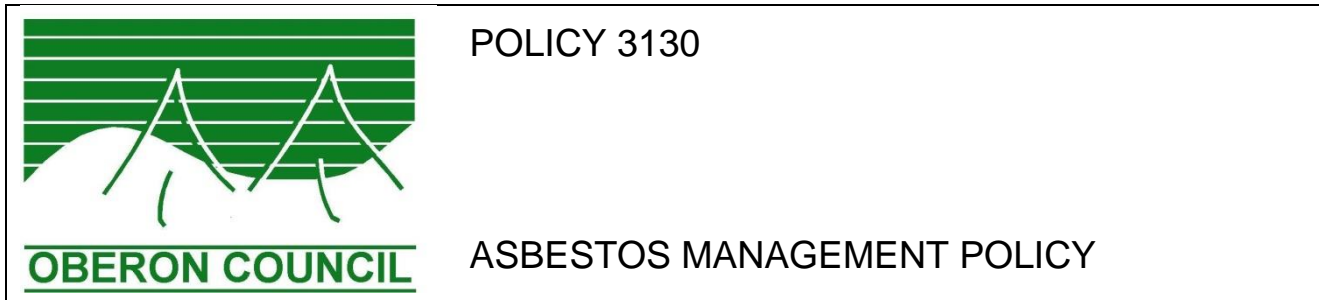 POLICY 3130
OBERON COUNCIL
ASBESTOS MANAGEMENT POLICY